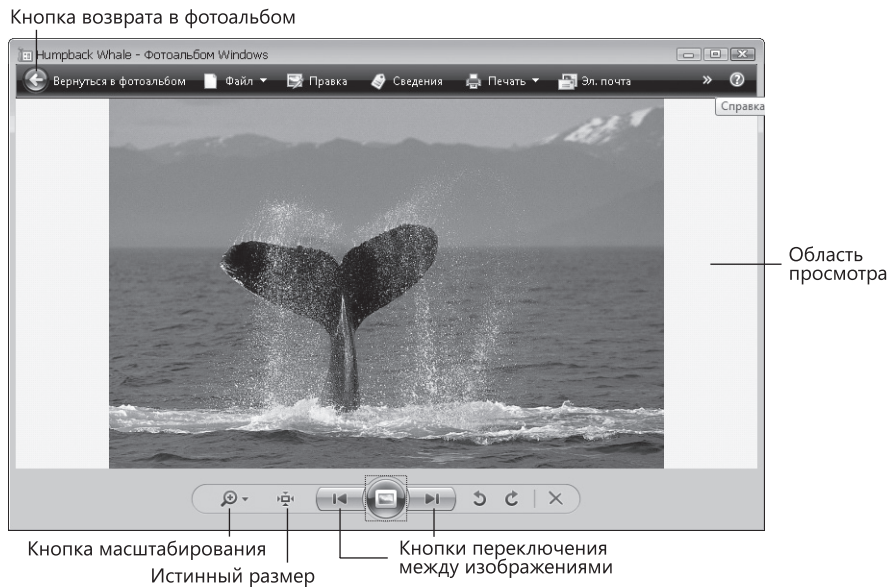 Кнопка возврата в фотоальбом
Humpback Whale - Фотоальбом Windows
Вернуться в фотоальбом Файл Правка Сведения Печать Эл. почта » ?
Справка
Область
просмотра
Кнопка масштабирования
Истинный размер
Кнопки переключения
между изображениями